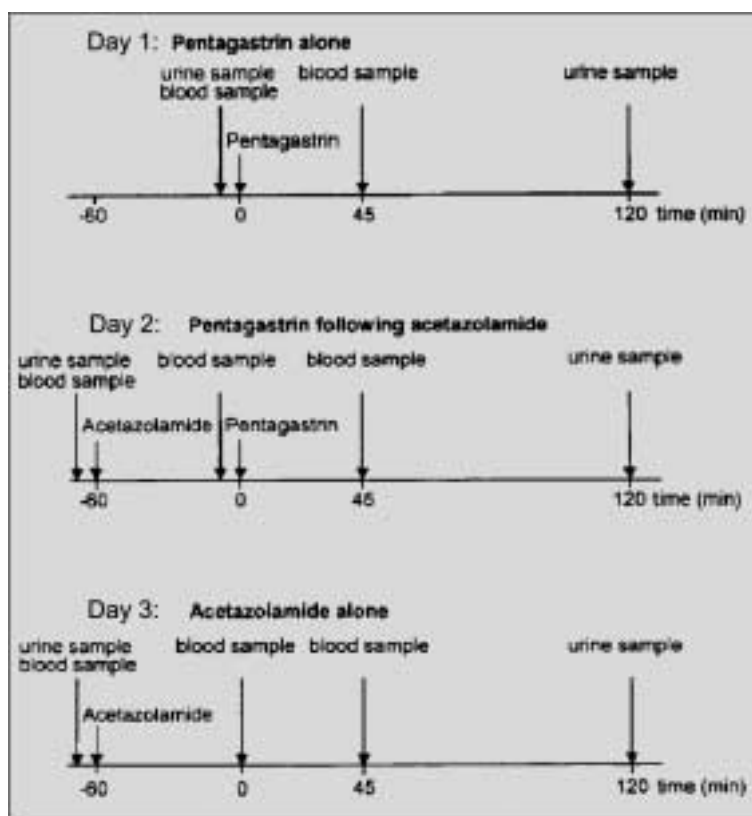 Day 1: Pentagastrin alone
urine sample blood sample urine sample
blood sample
Pentagastrin
-60 0 45 120 time (min)
Day 2: Pentagastrin following acetazolamide
urine sample blood sample blood sample urine sample
blood sample
Acetazolamide Pentagastrin
-60 0 45 120 time (min)
Day 3: Acetazolamide alone
urine sample blood sample blood sample urine sample
blood sample
Acetazolamide
-60 0 45 120 time (min)